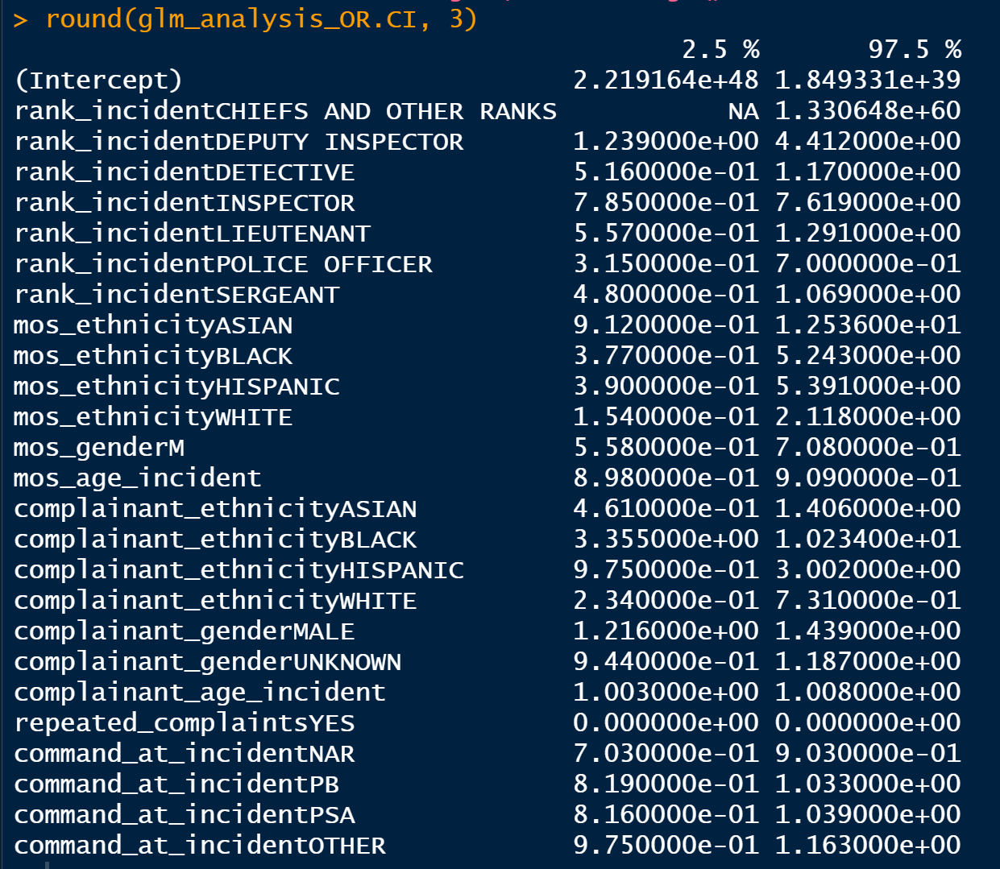 > round(glm_analysis_OR.CI, 3)
2.5 % 97.5 %
(Intercept) 2.219164e+48 1.849331e+39
rank_incidentCHIEFS AND OTHER RANKS NA 1.330648e+60
rank_incidentDEPUTY INSPECTOR 1.239000e+00 4.412000e+00
rank_incidentDETECTIVE 5.160000e-01 1.170000e+00
rank_incidentINSPECTOR 7.850000e-01 7.619000e+00
rank_incidentLIEUTENANT 5.570000e-01 1.291000e+00
rank_incidentPOLICE OFFICER 3.150000e-01 7.000000e-01
rank_incidentSERGEANT 4.800000e-01 1.069000e+00
mos_ethnicityASIAN 9.120000e-01 1.253600e+01
mos_ethnicityBLACK 3.770000e-01 5.243000e+00
mos_ethnicityHISPANIC 3.900000e-01 5.391000e+00
mos_ethnicityWHITE 1.540000e-01 2.118000e+00
mos_genderM 5.580000e-01 7.080000e-01
mos_age_incident 8.980000e-01 9.090000e-01
complainant_ethnicityASIAN 4.610000e-01 1.406000e+00
complainant_ethnicityBLACK 3.355000e+00 1.023400e+01
complainant_ethnicityHISPANIC 9.750000e-01 3.002000e+00
complainant_ethnicityWHITE 2.340000e-01 7.310000e-01
complainant_genderMALE 1.216000e+00 1.439000e+00
complainant_genderUNKNOWN 9.440000e-01 1.187000e+00
complainant_age_incident 1.003000e+00 1.008000e+00
repeated_complaintsYES 0.000000e+00 0.000000e+00
command_at_incidentNAR 7.030000e-01 9.030000e-01
command_at_incidentPB 8.190000e-01 1.033000e+00
command_at_incidentPSA 8.160000e-01 1.039000e+00
command_at_incidentOTHER 9.750000e-01 1.163000e+00